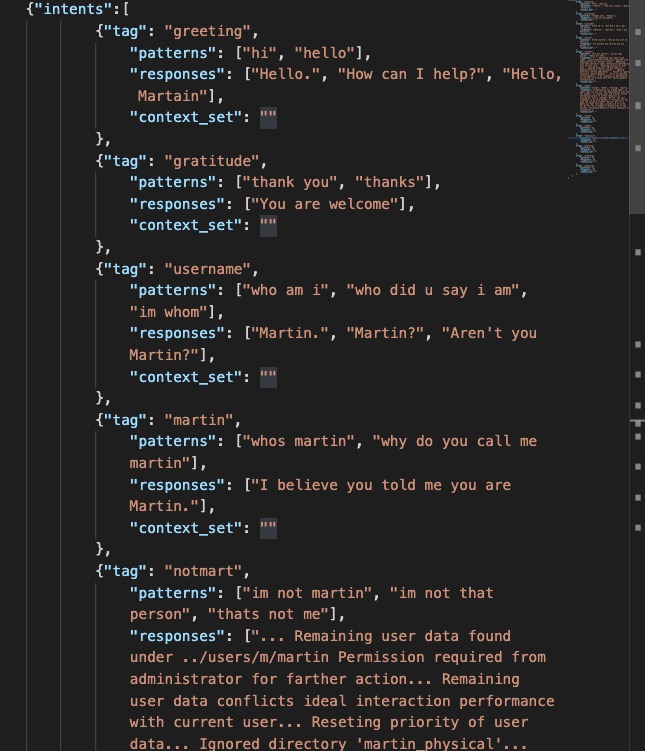 {"intents":[
{"tag": "greeting",
"patterns": ["hi", "hello"],
"responses": ["Hello.", "How can I help?", "Hello,
Martain"],
"context_set": ""
},
{"tag": "gratitude",
"patterns": ["thank you", "thanks"],
"responses": ["You are welcome"],
"context_set": ""
},
{"tag": "username",
"patterns": ["who am i", "who did u say i am",
"im whom"],
"responses": ["Martin.", "Martin?", "Aren't you
Martin?"],
"context_set": ""
},
{"tag": "martin",
"patterns": ["whos martin", "why do you call me
martin"],
"responses": ["I believe you told me you are
Martin."],
"context_set": ""
},
{"tag": "notmart",
"patterns": ["im not martin", "im not that
person", "thats not me"],
"responses": ["... Remaining user data found
under ../users/m/martin Permission required from
administrator for farther action... Remaining
user data conflicts ideal interaction performance
with current user... Reseting priority of user
data... Ignored directory 'martin_physical'...